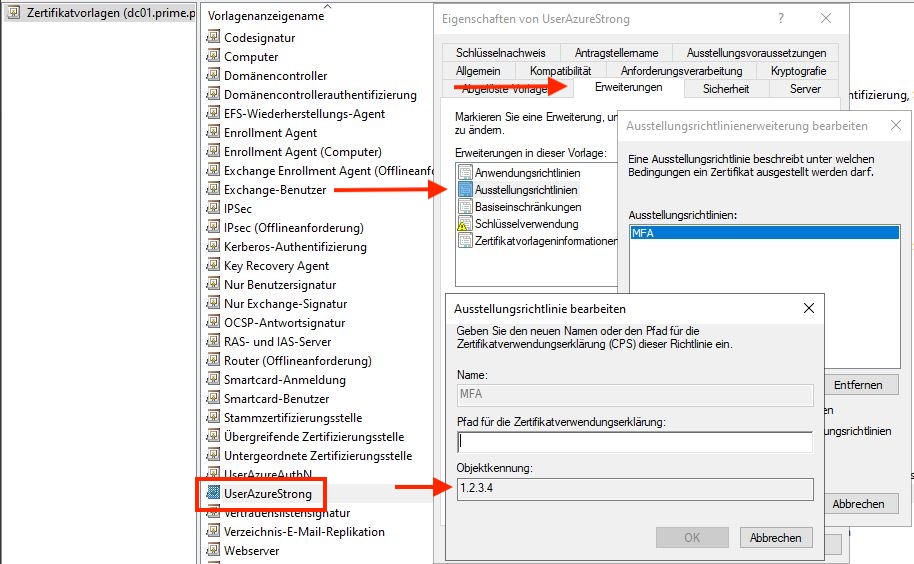 Zertifikatvorlagen (dc01.prime.p
Vorlagenanzeigename
Codesignatur
Computer
Domänencontroller
Domänencontrollerauthentifizierung
EFS-Wiederherstellungs-Agent
Enrollment Agent
Enrollment Agent (Computer)
Exchange Enrollment Agent (Offlineanfo
Exchange-Benutzer
IPSec
IPsec (Offlineanforderung)
Kerberos-Authentifizierung
Key Recovery Agent
Nur Benutzersignatur
Nur Exchange-Signatur
OCSP-Antwortsignatur
RAS- und IAS-Server
Router (Offlineanforderung)
Smartcard-Anmeldung
Smartcard-Benutzer
Stammzertifizierungsstelle
Übergreifende Zertifizierungsstelle
Untergeordnete Zertifizierungsstelle
UserAzureAuthN
UserAzureStrong
Vertrauenslistensignatur
Verzeichnis-E-Mail-Replikation
Webserver
Eigenschaften von UserAzureStrong
?
Schlüsselnachweis Antragstellername Ausstellungsvoraussetzungen
Allgemein Kompatibilität Anforderungsverarbeitung Kryptografie
Abgelöste Vorlage Erweiterungen Sicherheit Server
Markieren Sie eine Erweiterung, un
zu ändern.
Erweiterungen in dieser Vorlage:
Anwendungsrichtlinien
Ausstellungsrichtlinien
Basiseinschränkungen
Schlüsselverwendung
Zertifikatvorlageninformationen
ntifizierung, S
Ausstellungsrichtlinienerweiterung bearbeiten
Eine Ausstellungsrichtlinie beschreibt unter welchen
Bedingungen ein Zertifikat ausgestellt werden darf.
Ausstellungsrichtlinien:
MFA
Entfernen
en
ungsrichtlinien
Abbrechen
Ausstellungsrichtlinie bearbeiten
Geben Sie den neuen Namen oder den Pfad für die
Zertifikatverwendungserklärung (CPS) dieser Richtlinie ein.
Name:
MFA
Pfad für die Zertifikatverwendungserklärung:
Objektkennung:
1.2.3.4
OK Abbrechen